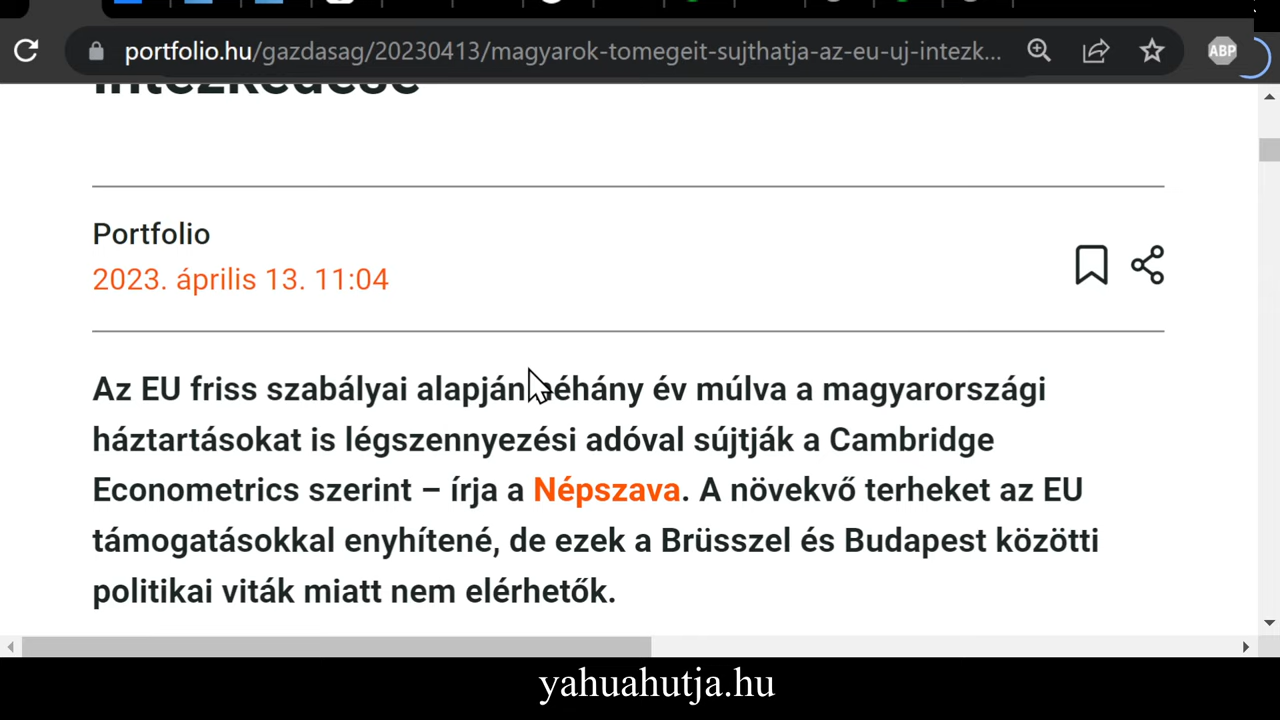 portfolio.hu/gazdasag/20230413/magyarok-tomegeit-sujthatja-az-eu-uj-intezk...
ABP
intézkedése
Portfolio
2023. április 13. 11:04
Az EU friss szabályai alapján néhány év múlva a magyarországi
háztartásokat is légszennyezési adóval sújtják a Cambridge
Econometrics szerint – írja a Népszava. A növekvő terheket az EU
támogatásokkal enyhítené, de ezek a Brüsszel és Budapest közötti
politikai viták miatt nem elérhetők.
yahuahutja.hu